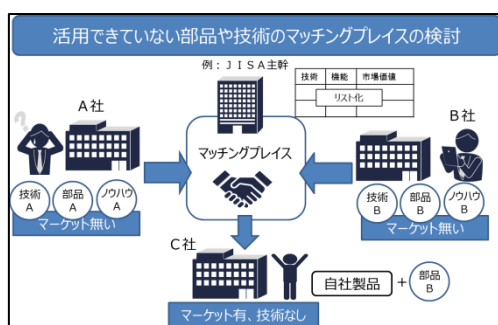 活用できていない部品や技術のマッチングプレイスの検討
例：ＪＩＳＡ主幹
技術 機能 市場価値
リスト化
Ａ社
?
技術
A
部品
A
ノウハウ
A
マーケット無い
マッチングプレイス
Ｂ社
技術
B
部品
B
ノウハウ
B
マーケット無い
Ｃ社
マーケット有、技術なし
自社製品
+
部品
B